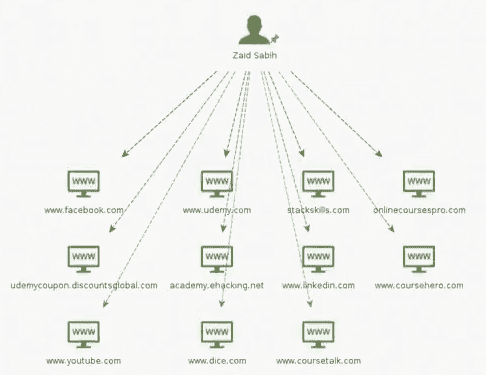 Zaid Sabih
WWW WWW WWW WWW
www.facebook.com www.udemy.com stackskills.com onlinecoursespro.com
WWW WWW WWW WWW
udemycoupon.discountsglobal.com academy.ehacking.net www.linkedin.com www.coursehero.com
WWW WWW WWW
www.youtube.com www.dice.com www.coursetalk.com